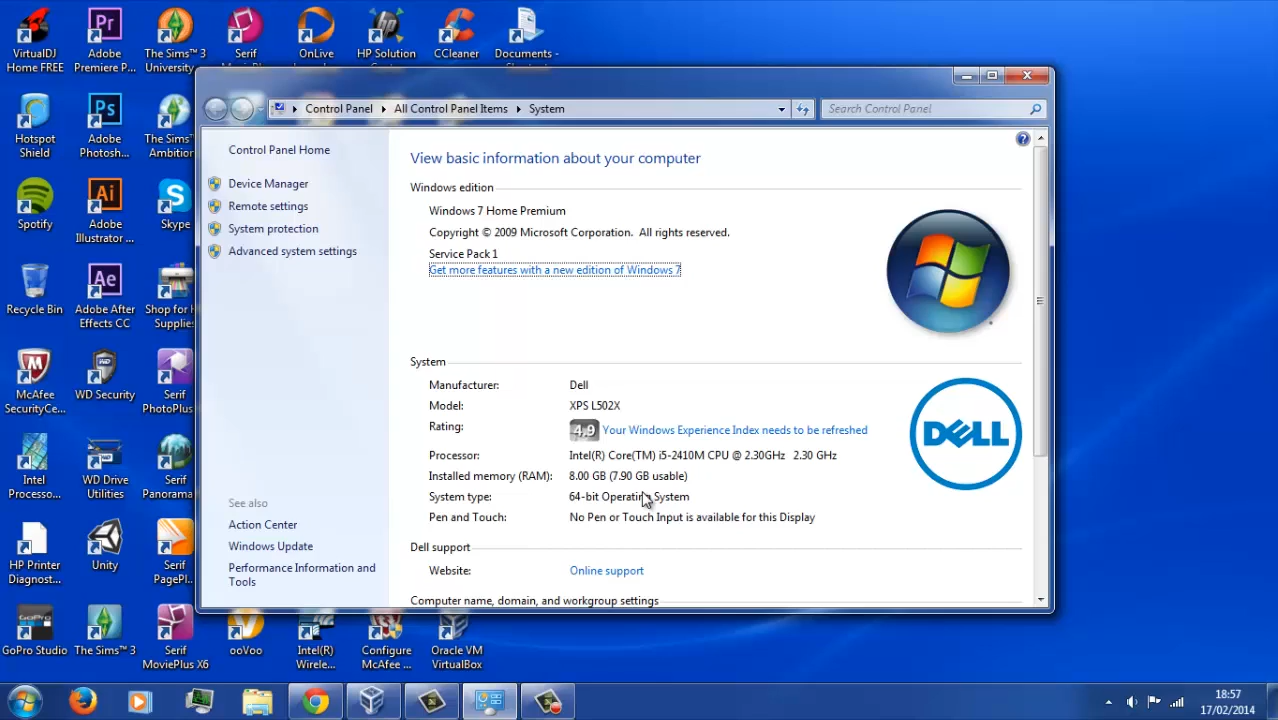 VirtualDJ
Home FREE
Adobe
Premiere P...
The Sims™ 3
University
Serif
OnLive
HP Solution
CCleaner
Documents -
Control Panel
All Control Panel Items
System
Search Control Panel
Hotspot
Shield
Adobe
Photosh...
The Sims™
Ambition
Spotify
Adobe
Illustrator ...
Skype
Recycle Bin
Adobe After
Effects CC
Shop for H
Supplies
McAfee
SecurityCe...
WD Security
Serif
PhotoPlus
Intel
Processo...
WD Drive
Utilities
Serif
Panorama
HP Printer
Diagnost...
Unity
Serif
PagePl...
GoPro Studio
The Sims™ 3
Serif
MoviePlus X6
ooVoo
Intel(R)
Wirele...
Configure
McAfee ...
Oracle VM
VirtualBox
Control Panel Home
Device Manager
Remote settings
System protection
Advanced system settings
See also
Action Center
Windows Update
Performance Information and
Tools
View basic information about your computer
Windows edition
Windows 7 Home Premium
Copyright © 2009 Microsoft Corporation.  All rights reserved.
Service Pack 1
Get more features with a new edition of Windows 7
System
Manufacturer: Dell
Model: XPS L502X
Rating: 4.9 Your Windows Experience Index needs to be refreshed
Processor: Intel(R) Core(TM) i5-2410M CPU @ 2.30GHz  2.30 GHz
Installed memory (RAM): 8.00 GB (7.90 GB usable)
System type: 64-bit Operating System
Pen and Touch: No Pen or Touch Input is available for this Display
DELL
Dell support
Website: Online support
Computer name, domain, and workgroup settings
18:57
17/02/2014